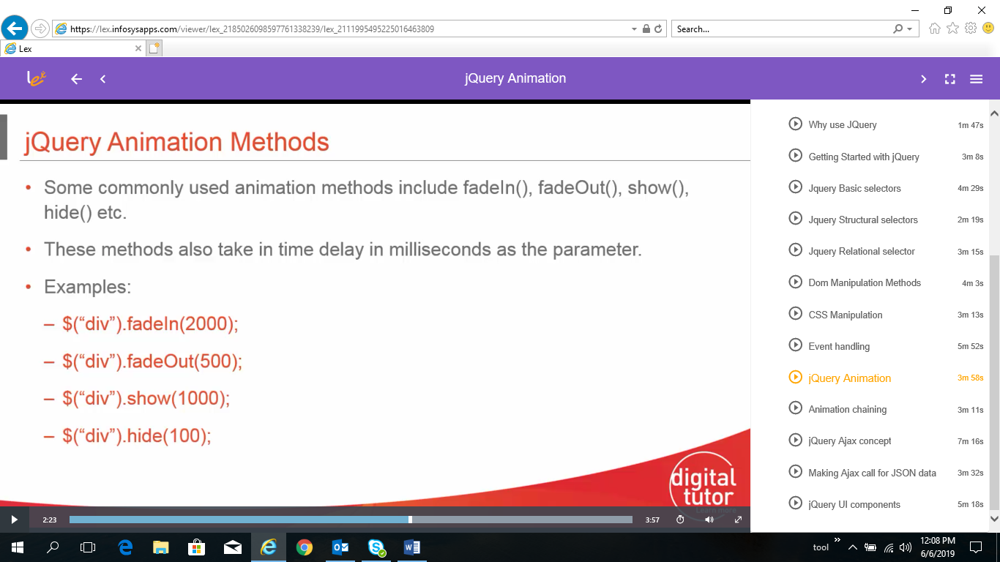 https://lex.infosysapps.com/viewer/lex_2185026098597761338239/lex_2111995495225016463809
Search...
Lex
lex
jQuery Animation
jQuery Animation Methods
• Some commonly used animation methods include fadeIn(), fadeOut(), show(),
hide() etc.
• These methods also take in time delay in milliseconds as the parameter.
• Examples:
– $(“div”).fadeIn(2000);
– $(“div”).fadeOut(500);
– $(“div”).show(1000);
– $(“div”).hide(100);
digital
tutor
Learn more
2:23
3:57
Why use JQuery 1m 47s
Getting Started with jQuery 3m 8s
Jquery Basic selectors 4m 29s
Jquery Structural selectors 2m 19s
Jquery Relational selector 3m 15s
Dom Manipulation Methods 4m 3s
CSS Manipulation 3m 13s
Event handling 5m 52s
jQuery Animation 3m 58s
Animation chaining 3m 11s
jQuery Ajax concept 7m 16s
Making Ajax call for JSON data 3m 32s
jQuery UI components 5m 18s
tool
12:08 PM
6/6/2019